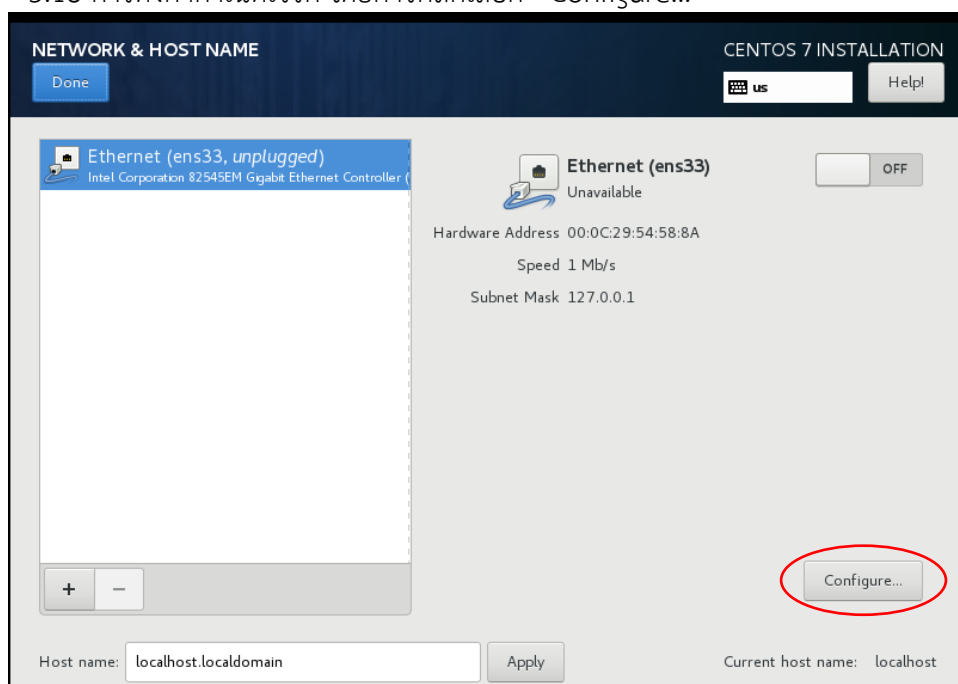 "Configure..."
NETWORK & HOST NAME
CENTOS 7 INSTALLATION
Done
us
Help!
Ethernet (ens33, unplugged)
Intel Corporation 82545EM Gigabit Ethernet Controller (
Ethernet (ens33)
Unavailable
OFF
Hardware Address 00:0C:29:54:58:8A
Speed 1 Mb/s
Subnet Mask 127.0.0.1
+ −
Configure...
Host name: localhost.localdomain
Apply
Current host name: localhost